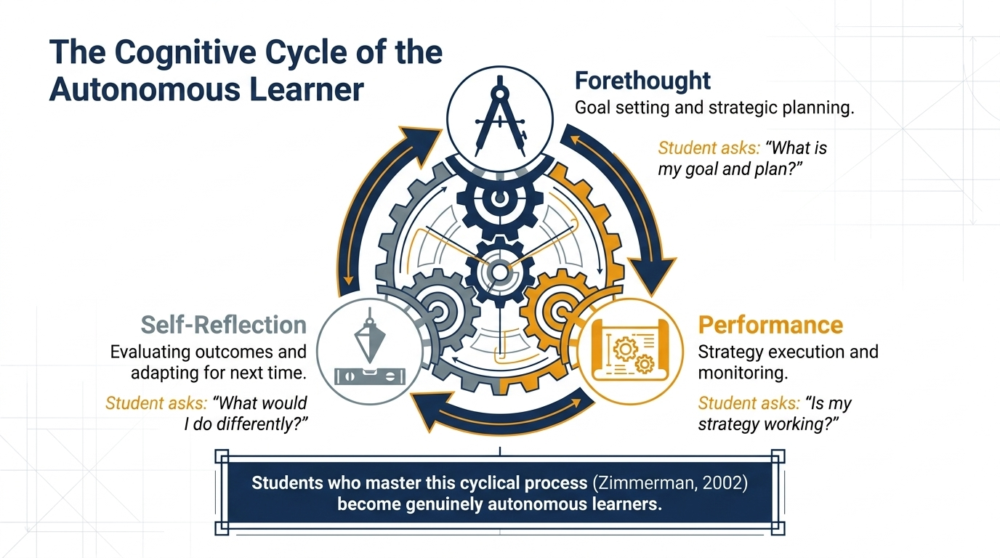 The Cognitive Cycle of the
Autonomous Learner
Forethought
Goal setting and strategic planning.
Student asks: “What is
my goal and plan?”
Performance
Strategy execution and
monitoring.
Student asks: “Is my
strategy working?”
Self-Reflection
Evaluating outcomes and
adapting for next time.
Student asks: “What would
I do differently?”
Students who master this cyclical process (Zimmerman, 2002)
become genuinely autonomous learners.